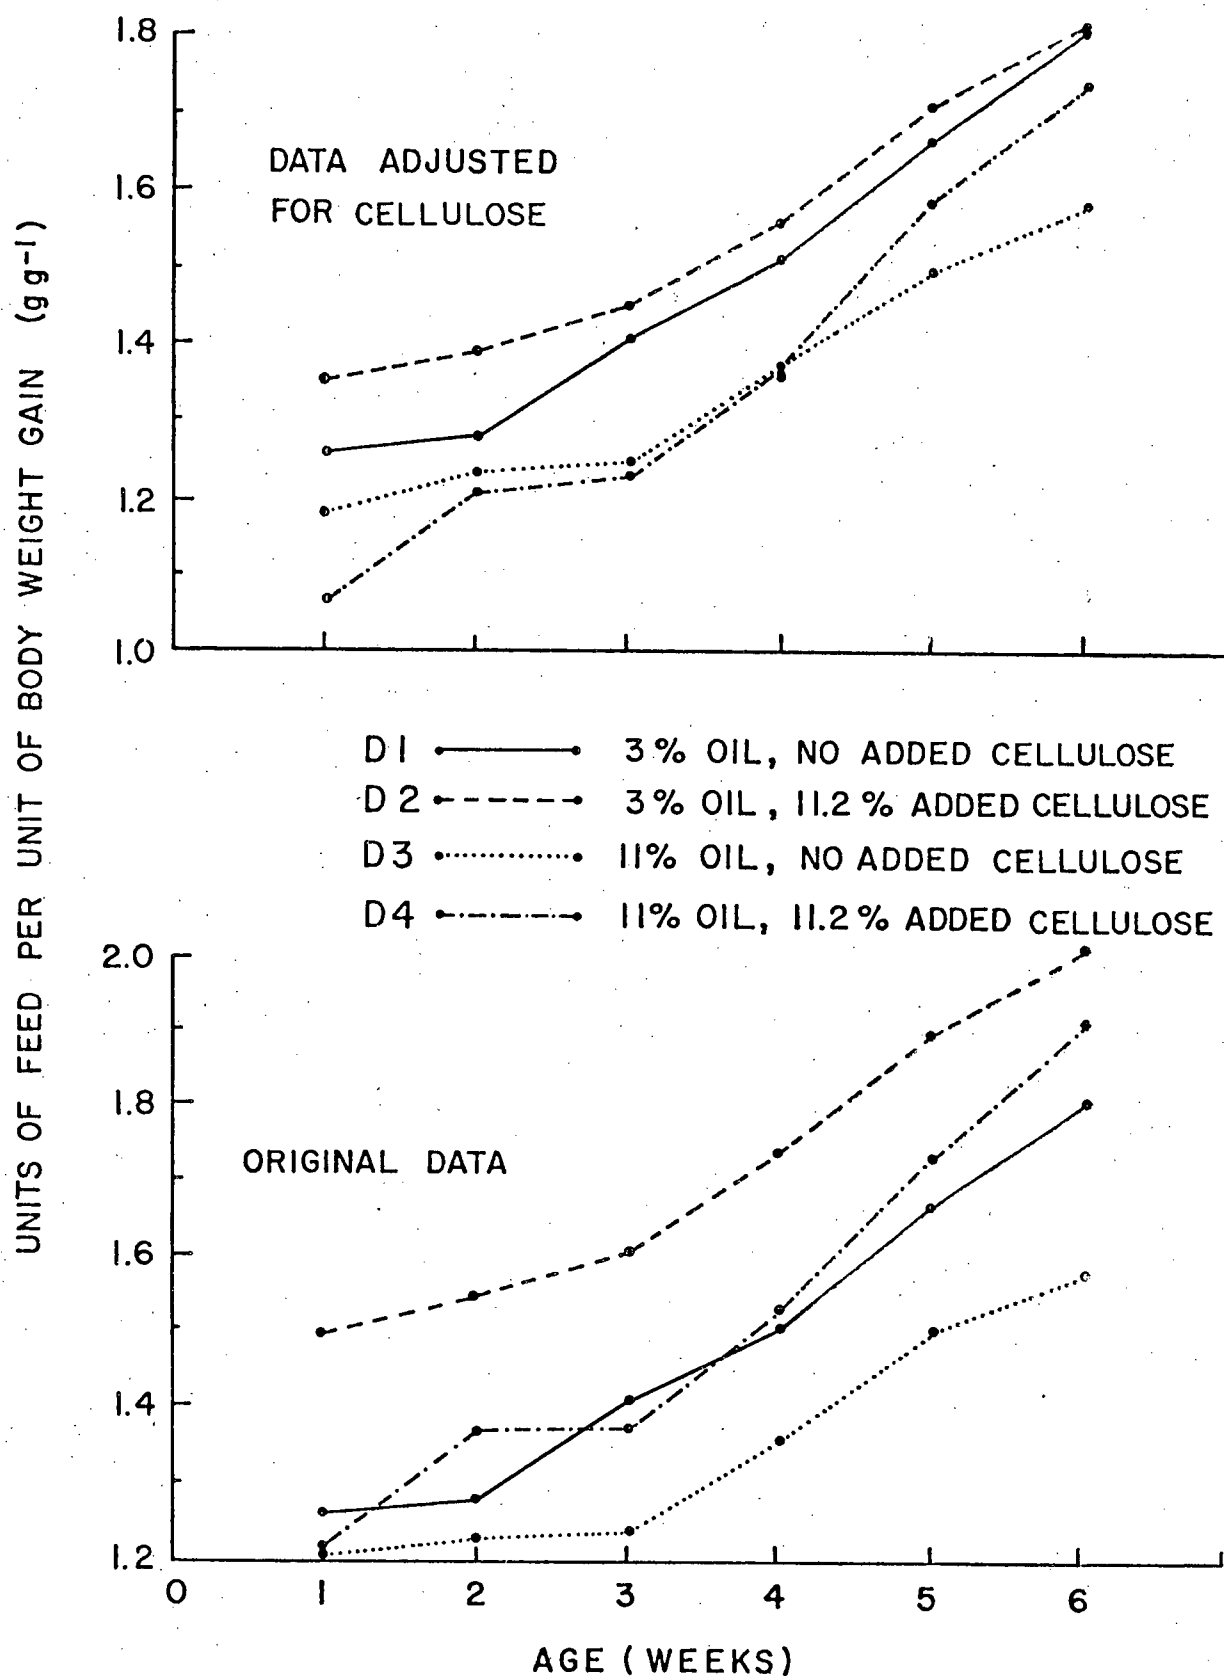 UNITS OF FEED PER UNIT OF BODY WEIGHT GAIN (g g⁻¹)
1.8
1.6
1.4
1.2
1.0
DATA ADJUSTED
FOR CELLULOSE
D1 3% OIL, NO ADDED CELLULOSE
D2 3% OIL, 11.2% ADDED CELLULOSE
D3 11% OIL, NO ADDED CELLULOSE
D4 11% OIL, 11.2% ADDED CELLULOSE
2.0
1.8
1.6
1.4
1.2
ORIGINAL DATA
0 1 2 3 4 5 6
AGE (WEEKS)